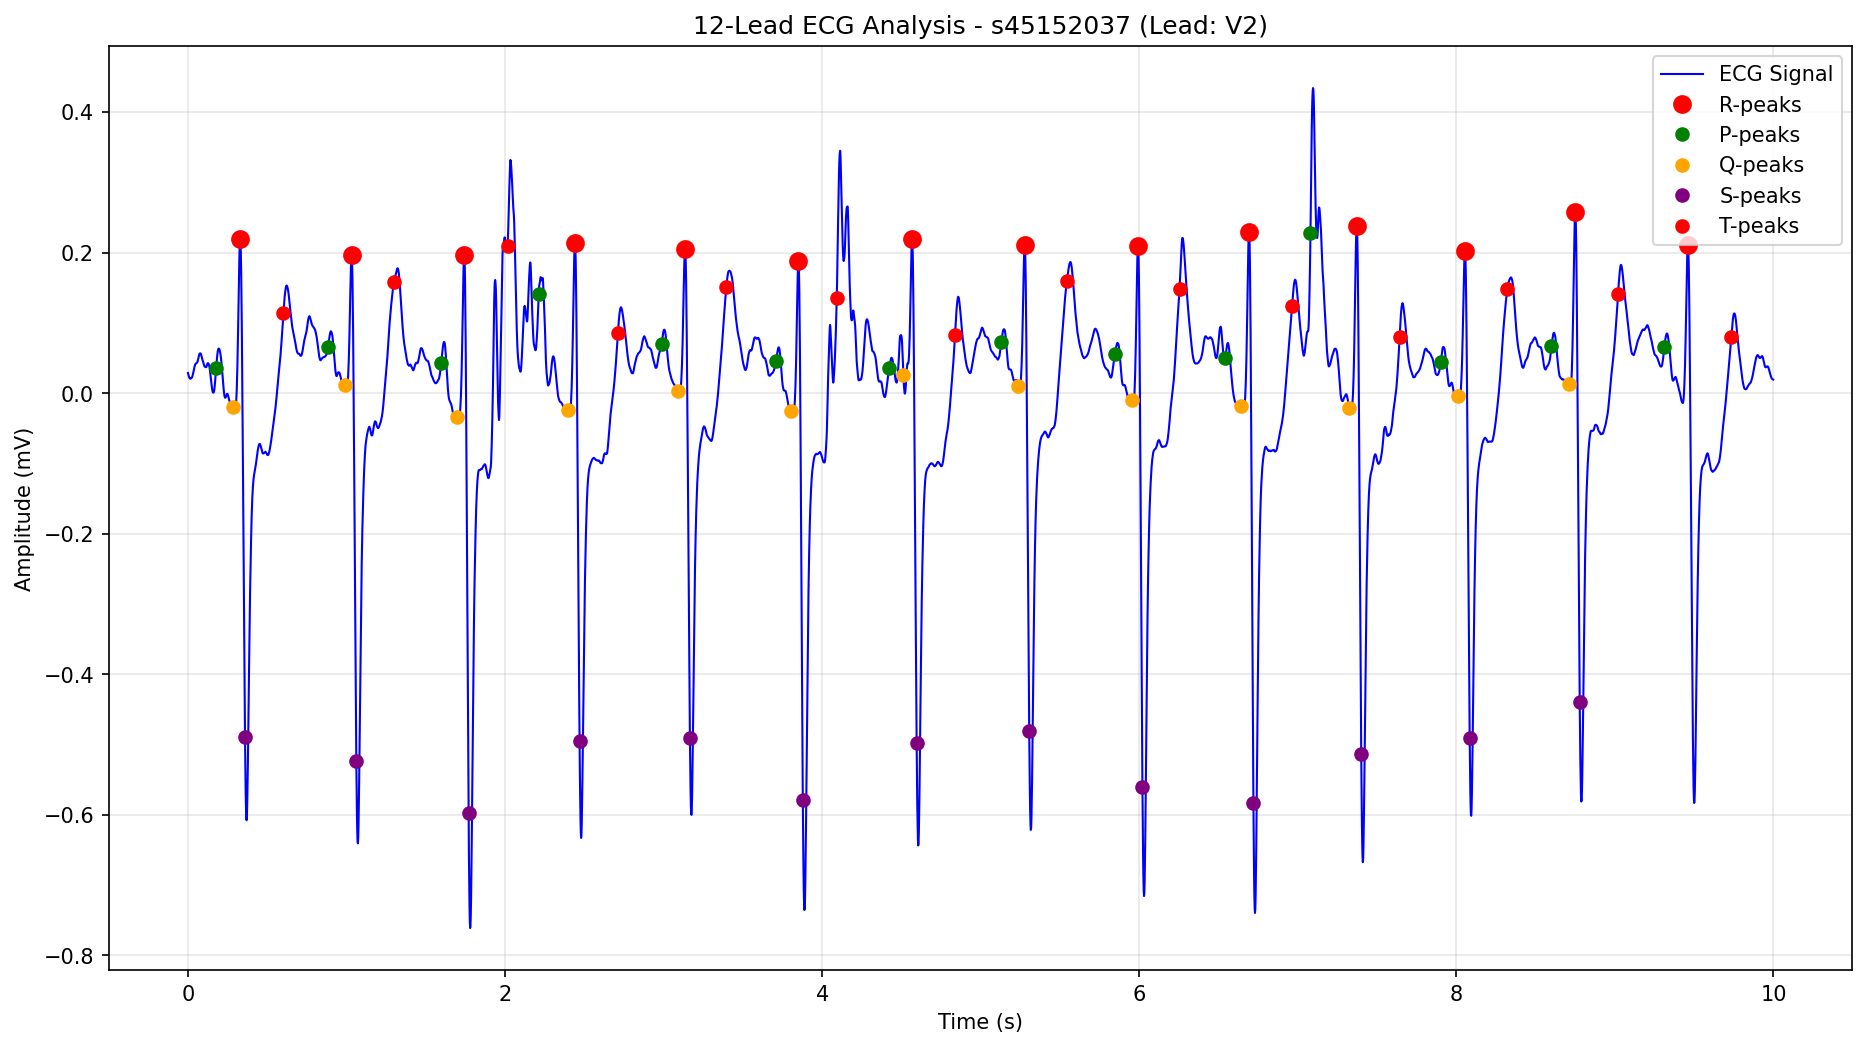 12-Lead ECG Analysis - s45152037 (Lead: V2)
ECG Signal
R-peaks
P-peaks
Q-peaks
S-peaks
T-peaks
Amplitude (mV)
0.4
0.2
0.0
−0.2
−0.4
−0.6
−0.8
0
2
4
6
8
10
Time (s)